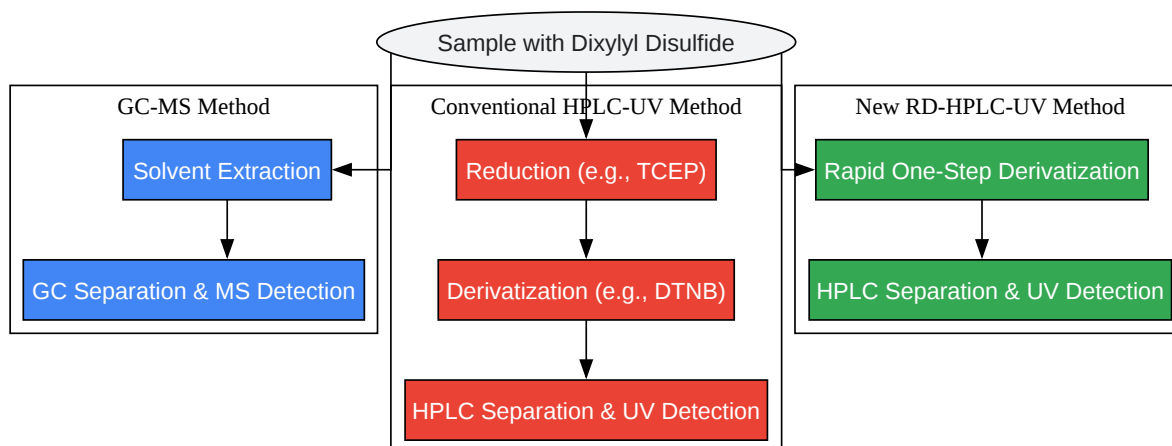 Sample with Dixylyl Disulfide
GC-MS Method
Solvent Extraction
GC Separation & MS Detection
Conventional HPLC-UV Method
Reduction (e.g., TCEP)
Derivatization (e.g., DTNB)
HPLC Separation & UV Detection
New RD-HPLC-UV Method
Rapid One-Step Derivatization
HPLC Separation & UV Detection